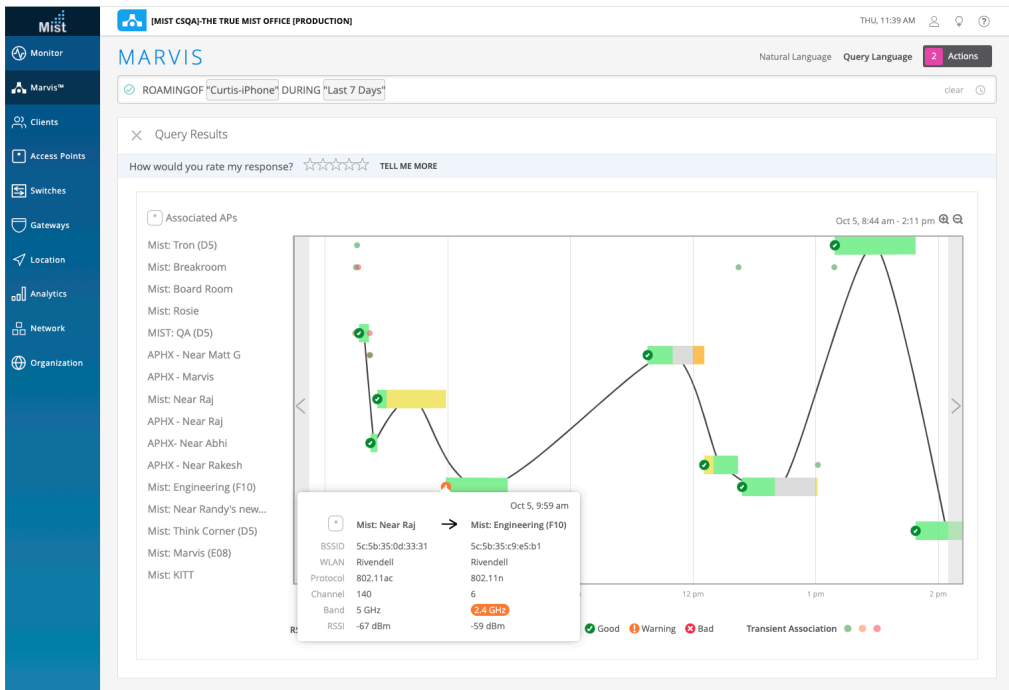 Mist
[MIST CSQA]-THE TRUE MIST OFFICE [PRODUCTION]
THU, 11:39 AM
?
Monitor
Marvis™
Clients
Access Points
Switches
Gateways
Location
Analytics
Network
Organization
MARVIS
Natural Language
Query Language
2 Actions
ROAMINGOF "Curtis-iPhone" DURING "Last 7 Days"
clear
Query Results
How would you rate my response?
TELL ME MORE
Associated APs
Oct 5, 8:44 am - 2:11 pm
Mist: Tron (D5)
Mist: Breakroom
Mist: Board Room
Mist: Rosie
MIST: QA (D5)
APHX - Near Matt G
APHX - Marvis
Mist: Near Raj
APHX - Near Raj
APHX- Near Abhi
APHX - Near Rakesh
Mist: Engineering (F10)
Mist: Near Randy's new...
Mist: Think Corner (D5)
Mist: Marvis (E08)
Mist: KITT
Oct 5, 9:59 am
Mist: Near Raj → Mist: Engineering (F10)
BSSID 5c:5b:35:0d:33:31 5c:5b:35:c9:e5:b1
WLAN Rivendell Rivendell
Protocol 802.11ac 802.11n
Channel 140 6
Band 5 GHz 2.4 GHz
RSSI -67 dBm -59 dBm
12 pm
1 pm
2 pm
Good
Warning
Bad
Transient Association